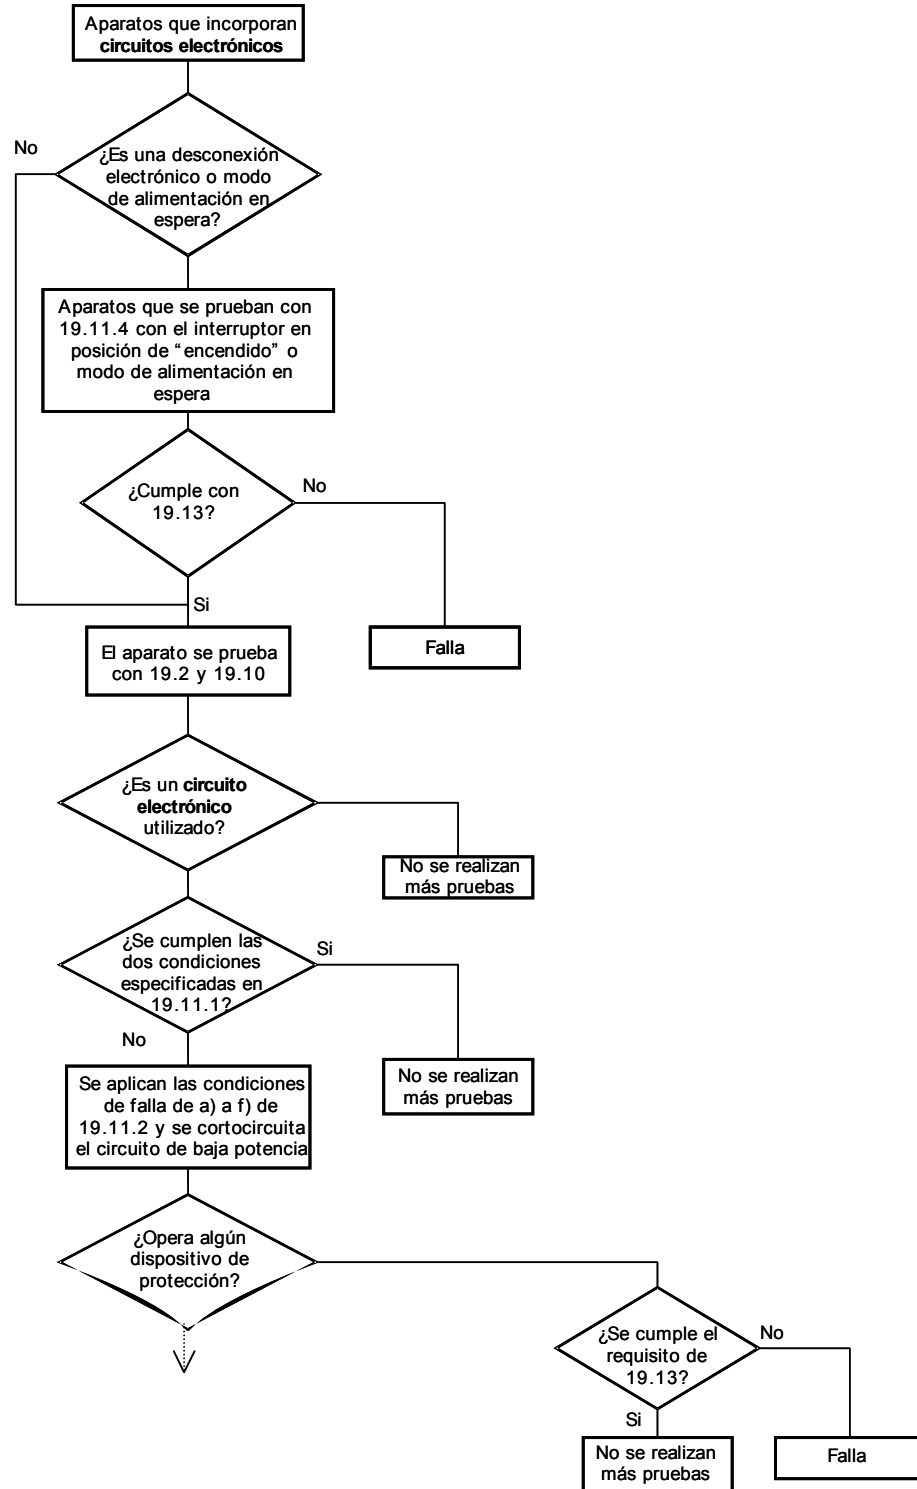 Aparatos que incorporan
circuitos electrónicos
No
¿Es una desconexión
electrónico o modo
de alimentación en
espera?
Aparatos que se prueban con
19.11.4 con el interruptor en
posición de "encendido" o
modo de alimentación en
espera
¿Cumple con
19.13?
No
Si
El aparato se prueba
con 19.2 y 19.10
Falla
¿Es un circuito
electrónico
utilizado?
No se realizan
más pruebas
¿Se cumplen las
dos condiciones
especificadas en
19.11.1?
Si
No
No se realizan
más pruebas
Se aplican las condiciones
de falla de a) a f) de
19.11.2 y se cortocircuita
el circuito de baja potencia
¿Opera algún
dispositivo de
protección?
¿Se cumple el
requisito de
19.13?
No
Si
No se realizan
más pruebas
Falla